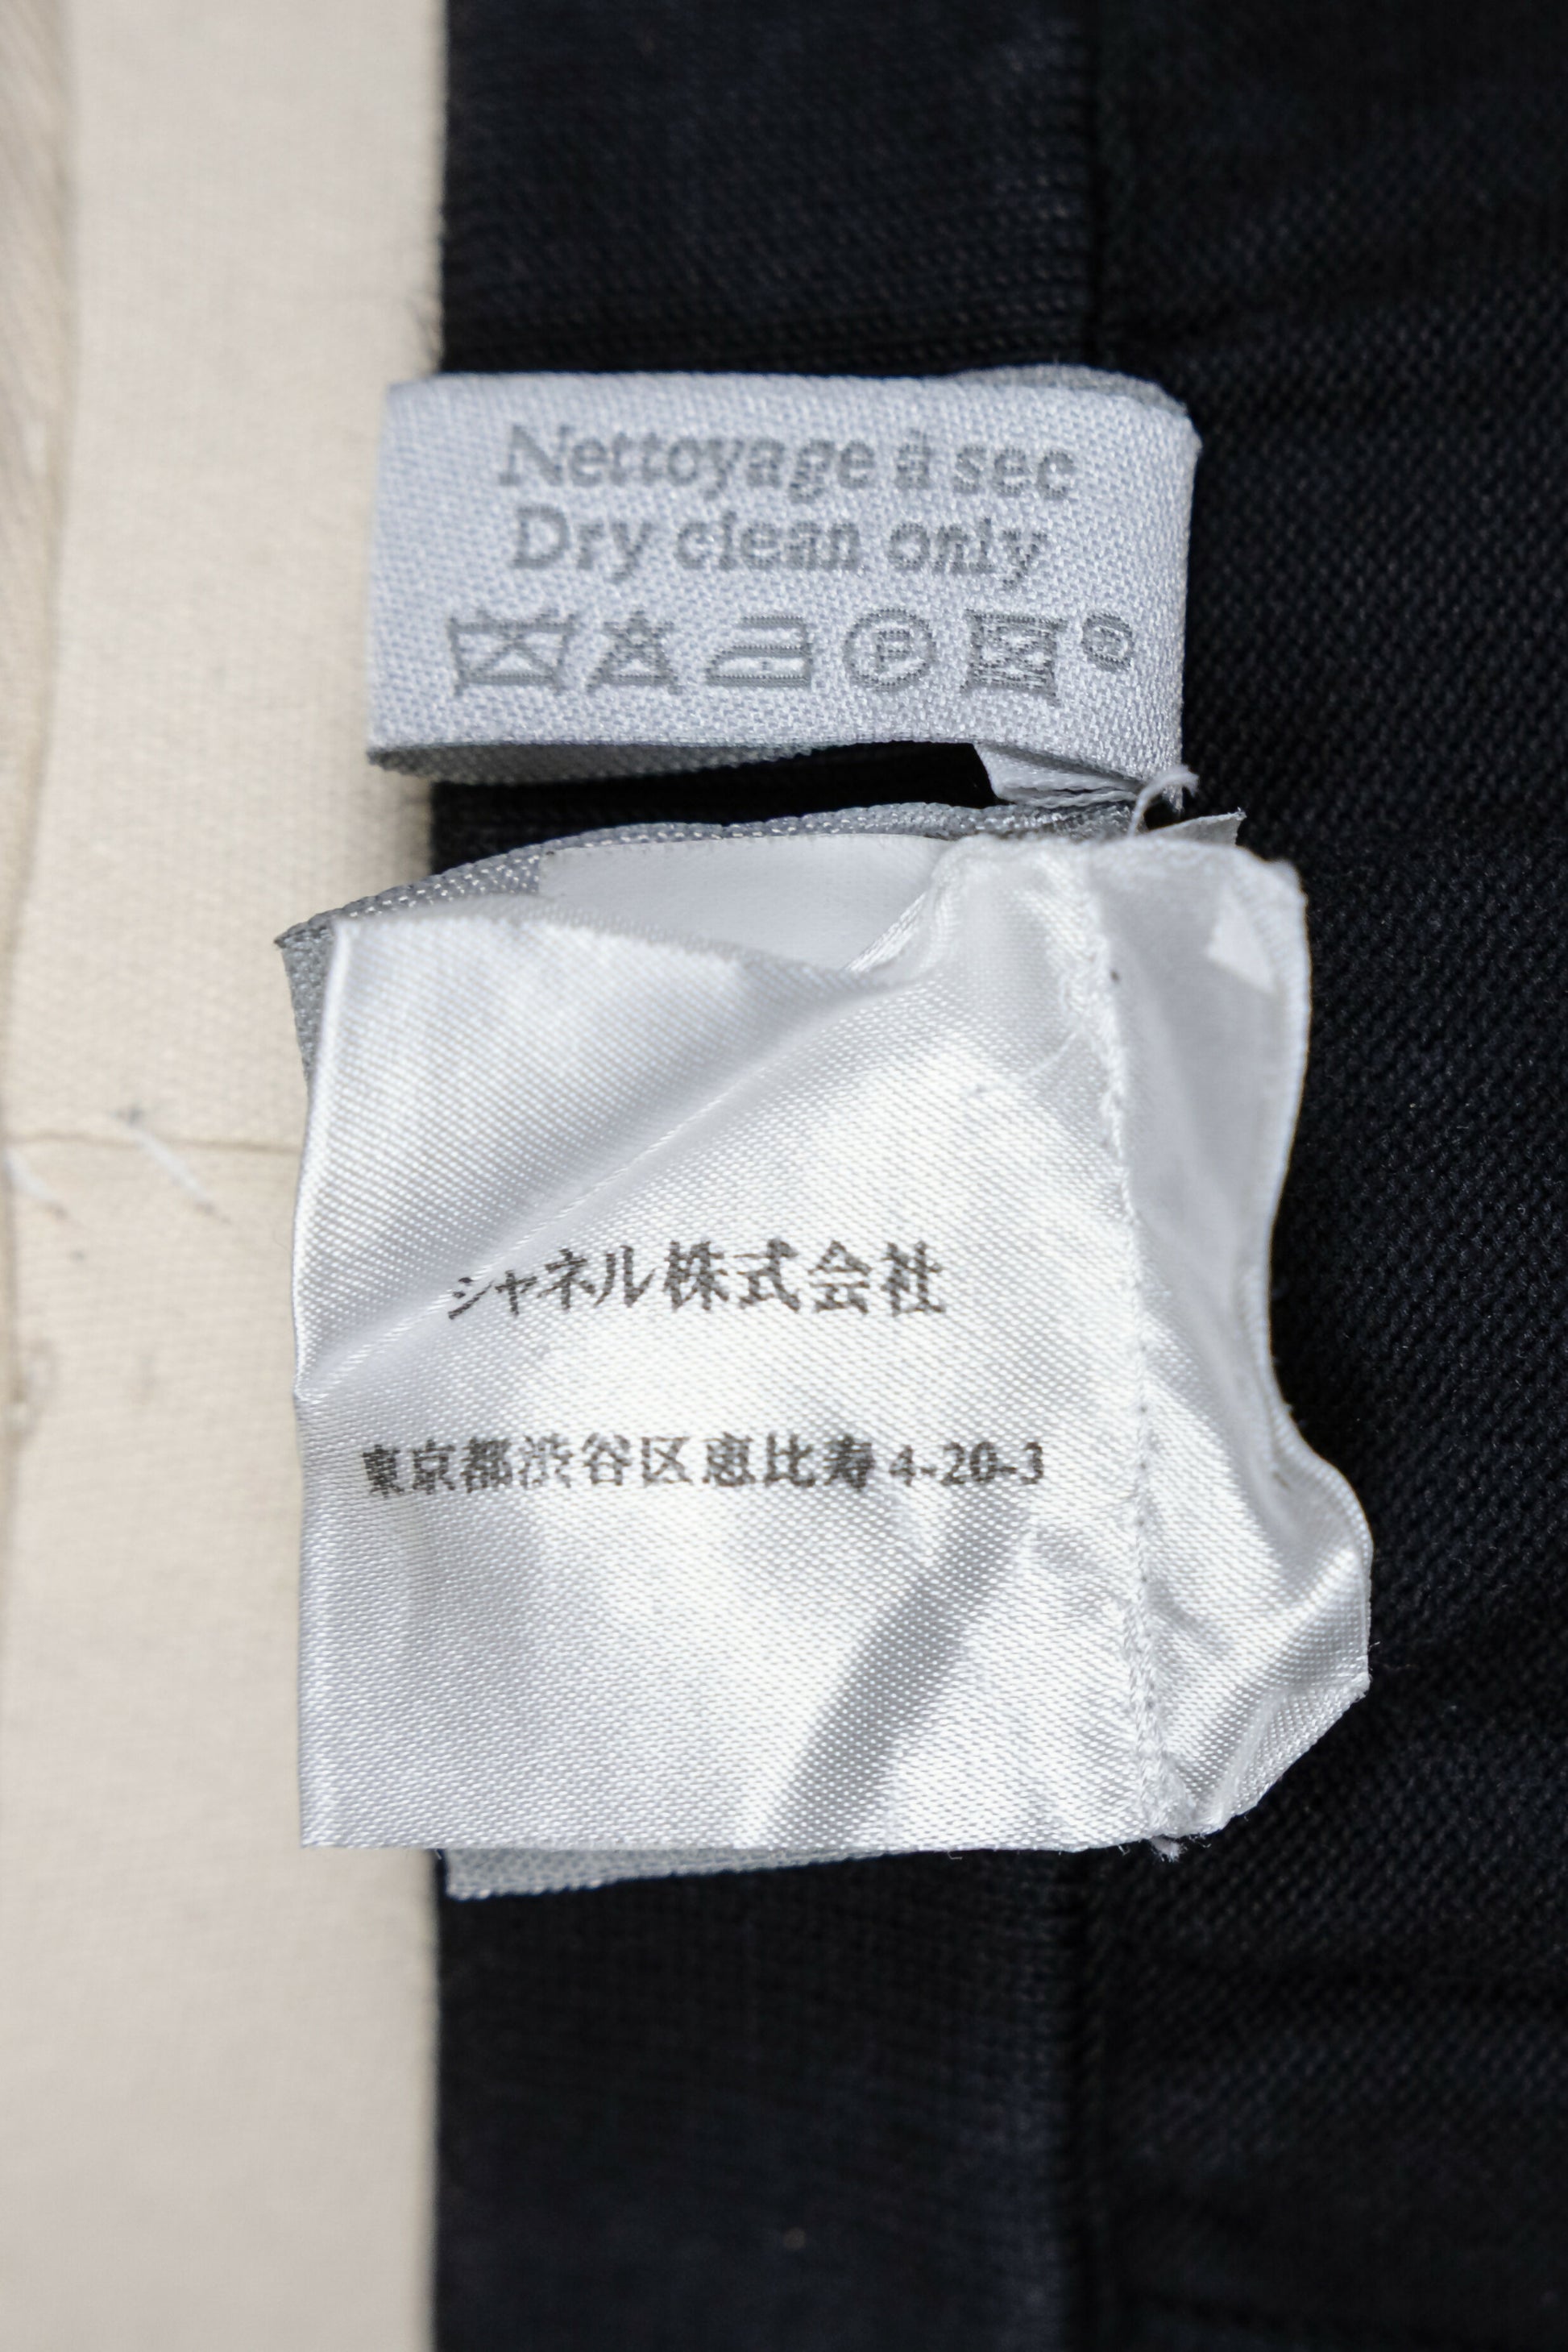 Nettoyage à sec
Dry clean only
P
シャネル株式会社
東京都渋谷区恵比寿4-20-3